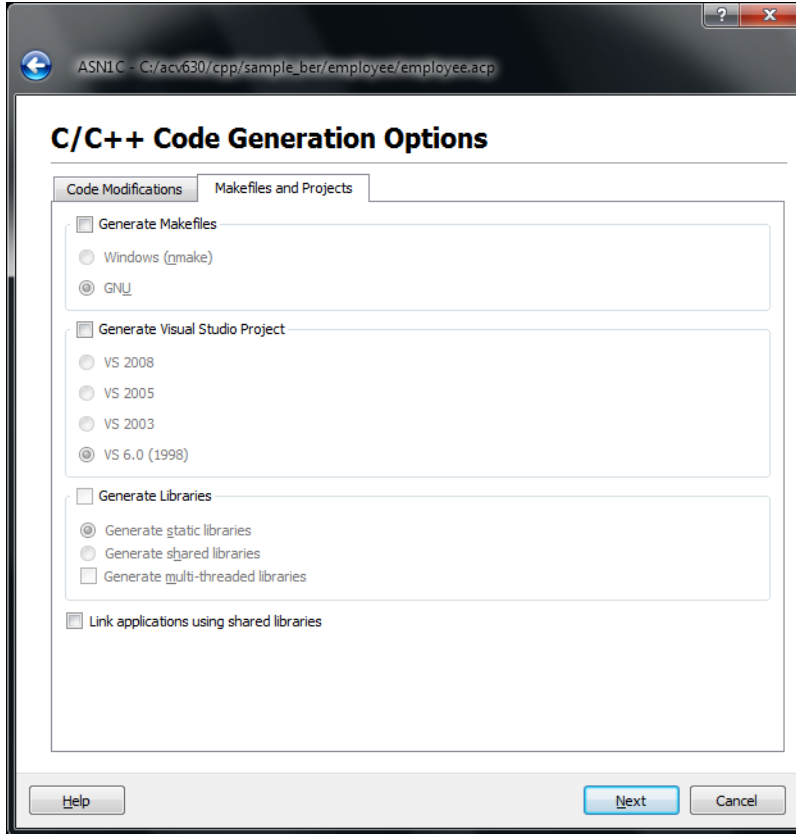 ASN1C - C:/acv630/cpp/sample_ber/employee/employee.acp
C/C++ Code Generation Options
Code Modifications Makefiles and Projects
Generate Makefiles
Windows (nmake)
GNU
Generate Visual Studio Project
VS 2008
VS 2005
VS 2003
VS 6.0 (1998)
Generate Libraries
Generate static libraries
Generate shared libraries
Generate multi-threaded libraries
Link applications using shared libraries
Help Next Cancel